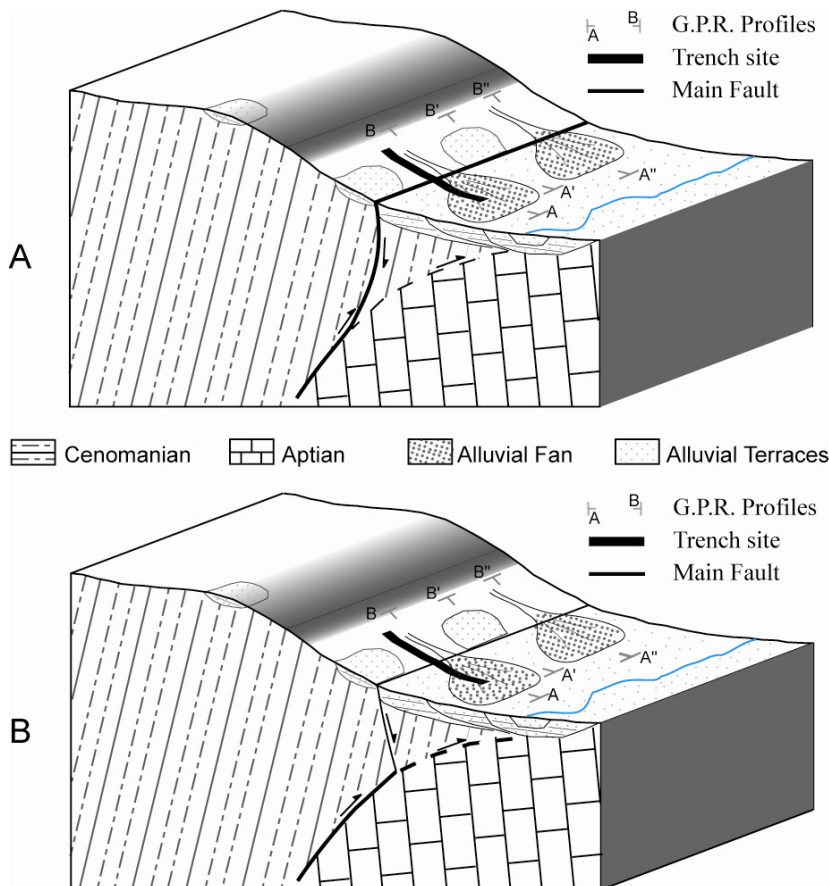 B
A
G.P.R. Profiles
Trench site
Main Fault
B"
B'
B
A"
A'
A
A
Cenomanian
Aptian
Alluvial Fan
Alluvial Terraces
B
A
G.P.R. Profiles
Trench site
Main Fault
B"
B'
B
A"
A'
A
B